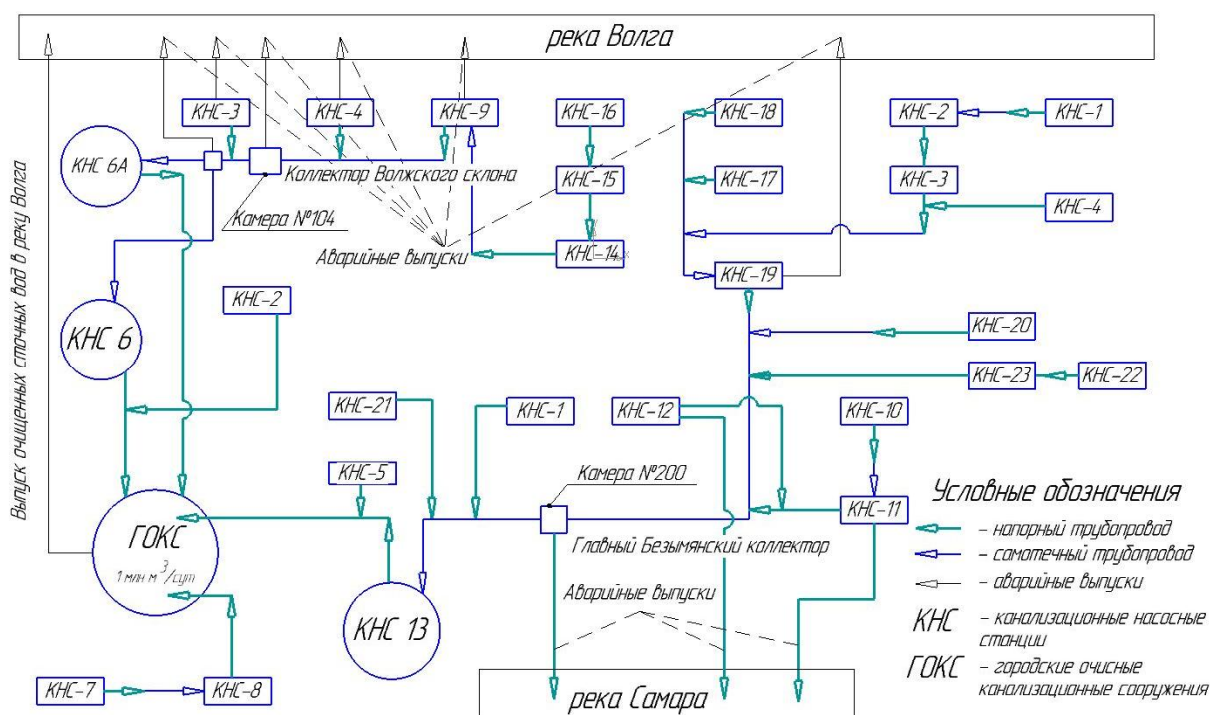 река Волга
КНС-3
КНС-4
КНС-9
КНС-16
КНС-18
КНС-2
КНС-1
КНС 6А
Коллектор Волжского склона
КНС-15
КНС-17
КНС-3
КНС-4
Камера №104
Аварийные выпуски
КНС-14
КНС-19
КНС-2
КНС 6
КНС-20
КНС-23
КНС-22
Выпуск очищенных сточных вод в реку Волга
КНС-21
КНС-1
КНС-12
КНС-10
КНС-5
Камера №200
КНС-11
ГОКС
1 млн м³/сут
Главный Безымянский коллектор
КНС 13
Аварийные выпуски
КНС-7
КНС-8
река Самара
Условные обозначения
– напорный трубопровод
– самотечный трубопровод
– аварийные выпуски
КНС – канализационные насосные
станции
ГОКС – городские очисные
канализационные сооружения